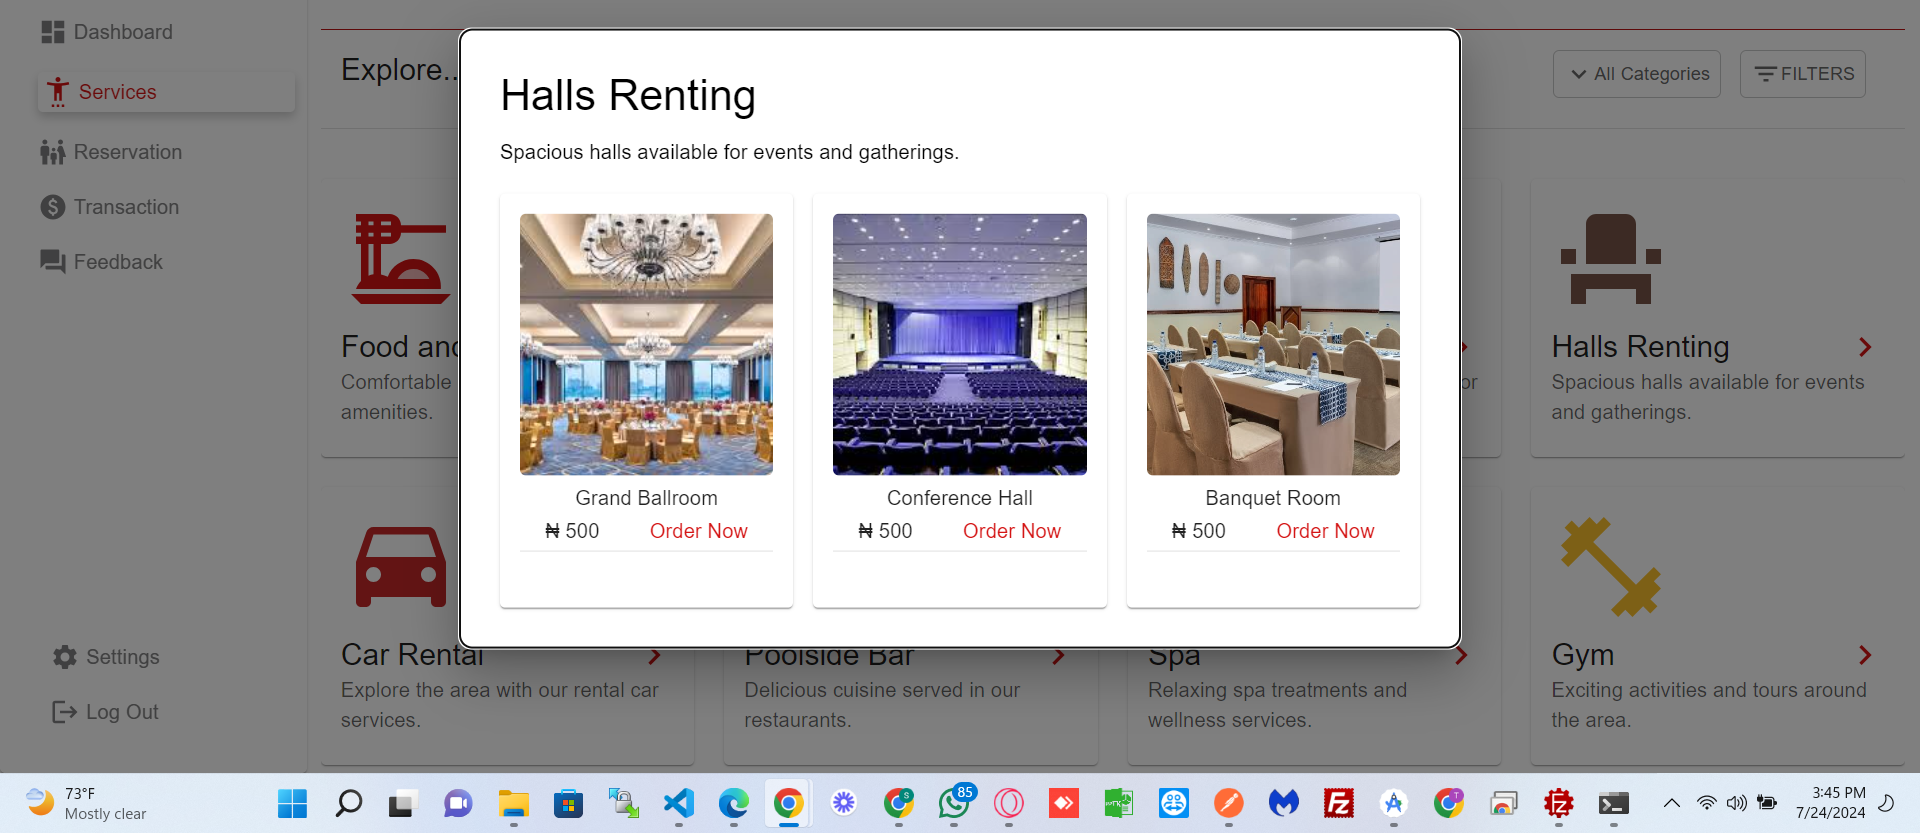 Dashboard
Services
Reservation
Transaction
Feedback
Settings
Log Out
Explore..
All Categories
FILTERS
Halls Renting
Spacious halls available for events and gatherings.
Grand Ballroom
₦ 500 Order Now
Conference Hall
₦ 500 Order Now
Banquet Room
₦ 500 Order Now
Food and
Comfortable
amenities.
or
Halls Renting
Spacious halls available for events
and gatherings.
Car Rental
Explore the area with our rental car
services.
Poolside Bar
Delicious cuisine served in our
restaurants.
Spa
Relaxing spa treatments and
wellness services.
Gym
Exciting activities and tours around
the area.
73°F
Mostly clear
85
S
T
3:45 PM
7/24/2024